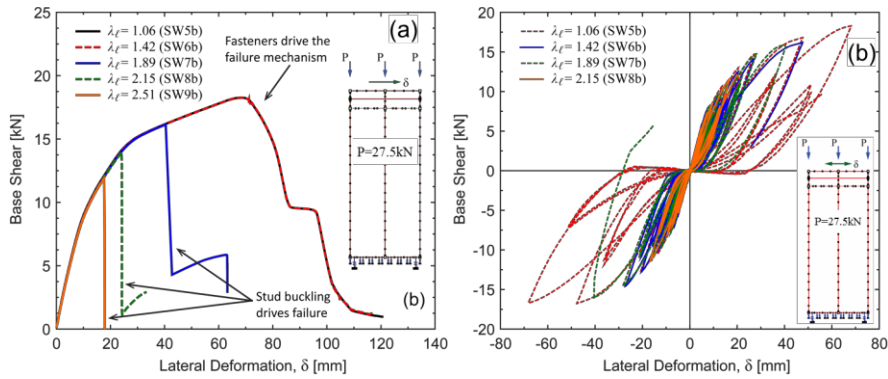 25
20
15
10
5
0
Base Shear [kN]
λℓ = 1.06 (SW5b)
λℓ = 1.42 (SW6b)
λℓ = 1.89 (SW7b)
λℓ = 2.15 (SW8b)
λℓ = 2.51 (SW9b)
Fasteners drive the
failure mechanism
(a)
P P P
δ
P=27.5kN
Stud buckling
drives failure
(b)
0 20 40 60 80 100 120 140
Lateral Deformation, δ [mm]
20
15
10
5
0
-5
-10
-15
-20
Base Shear [kN]
λℓ = 1.06 (SW5b)
λℓ = 1.42 (SW6b)
λℓ = 1.89 (SW7b)
λℓ = 2.15 (SW8b)
(b)
P P P
δ
P=27.5kN
-80 -60 -40 -20 0 20 40 60 80
Lateral Deformation, δ [mm]